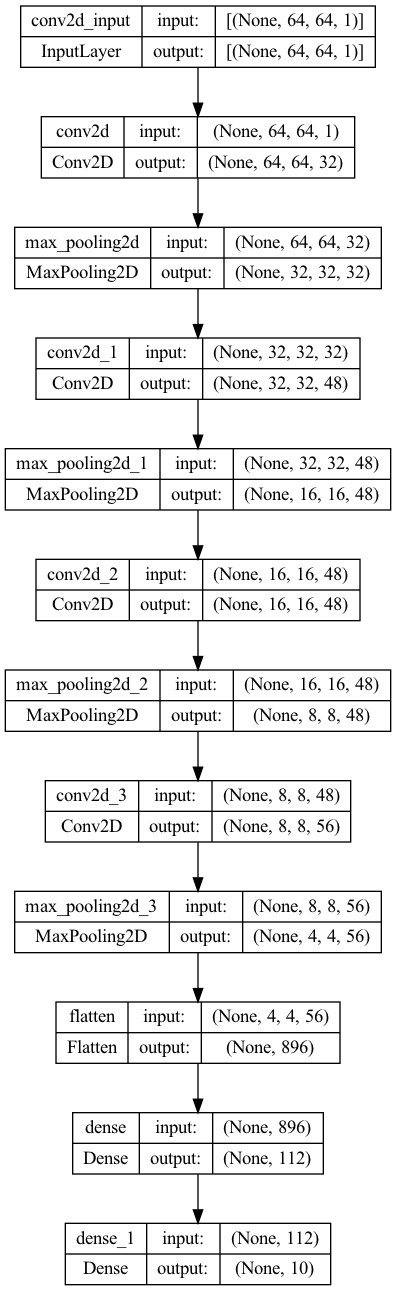 conv2d_input input: [(None, 64, 64, 1)]
InputLayer output: [(None, 64, 64, 1)]
conv2d input: (None, 64, 64, 1)
Conv2D output: (None, 64, 64, 32)
max_pooling2d input: (None, 64, 64, 32)
MaxPooling2D output: (None, 32, 32, 32)
conv2d_1 input: (None, 32, 32, 32)
Conv2D output: (None, 32, 32, 48)
max_pooling2d_1 input: (None, 32, 32, 48)
MaxPooling2D output: (None, 16, 16, 48)
conv2d_2 input: (None, 16, 16, 48)
Conv2D output: (None, 16, 16, 48)
max_pooling2d_2 input: (None, 16, 16, 48)
MaxPooling2D output: (None, 8, 8, 48)
conv2d_3 input: (None, 8, 8, 48)
Conv2D output: (None, 8, 8, 56)
max_pooling2d_3 input: (None, 8, 8, 56)
MaxPooling2D output: (None, 4, 4, 56)
flatten input: (None, 4, 4, 56)
Flatten output: (None, 896)
dense input: (None, 896)
Dense output: (None, 112)
dense_1 input: (None, 112)
Dense output: (None, 10)